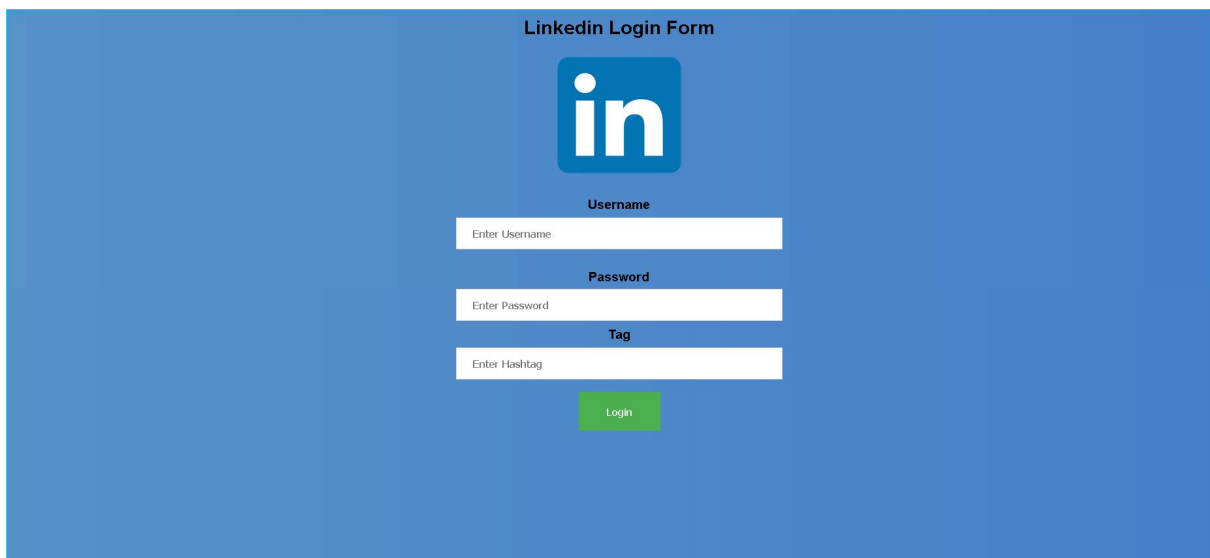 Linkedin Login Form
in
Username
Enter Username
Password
Enter Password
Tag
Enter Hashtag
Login